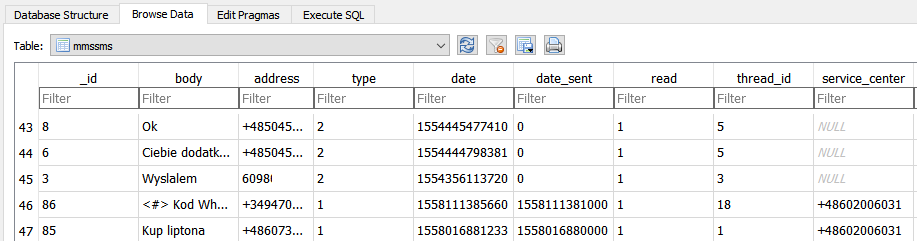 Database Structure Browse Data Edit Pragmas Execute SQL
Table: mmssms
_id body address type date date_sent read thread_id service_center
Filter Filter Filter Filter Filter Filter Filter Filter Filter
43 8 Ok +485045... 2 1554445477410 0 1 5 NULL
44 6 Ciebie dodatk... +485045... 2 1554444798381 0 1 5 NULL
45 3 Wyslalem 60980 2 1554356113720 0 1 3 NULL
46 86 <#> Kod Wh... +349470... 1 1558111385660 1558111381000 1 18 +48602006031
47 85 Kup liptona +486073... 1 1558016881233 1558016880000 1 1 +48602006031